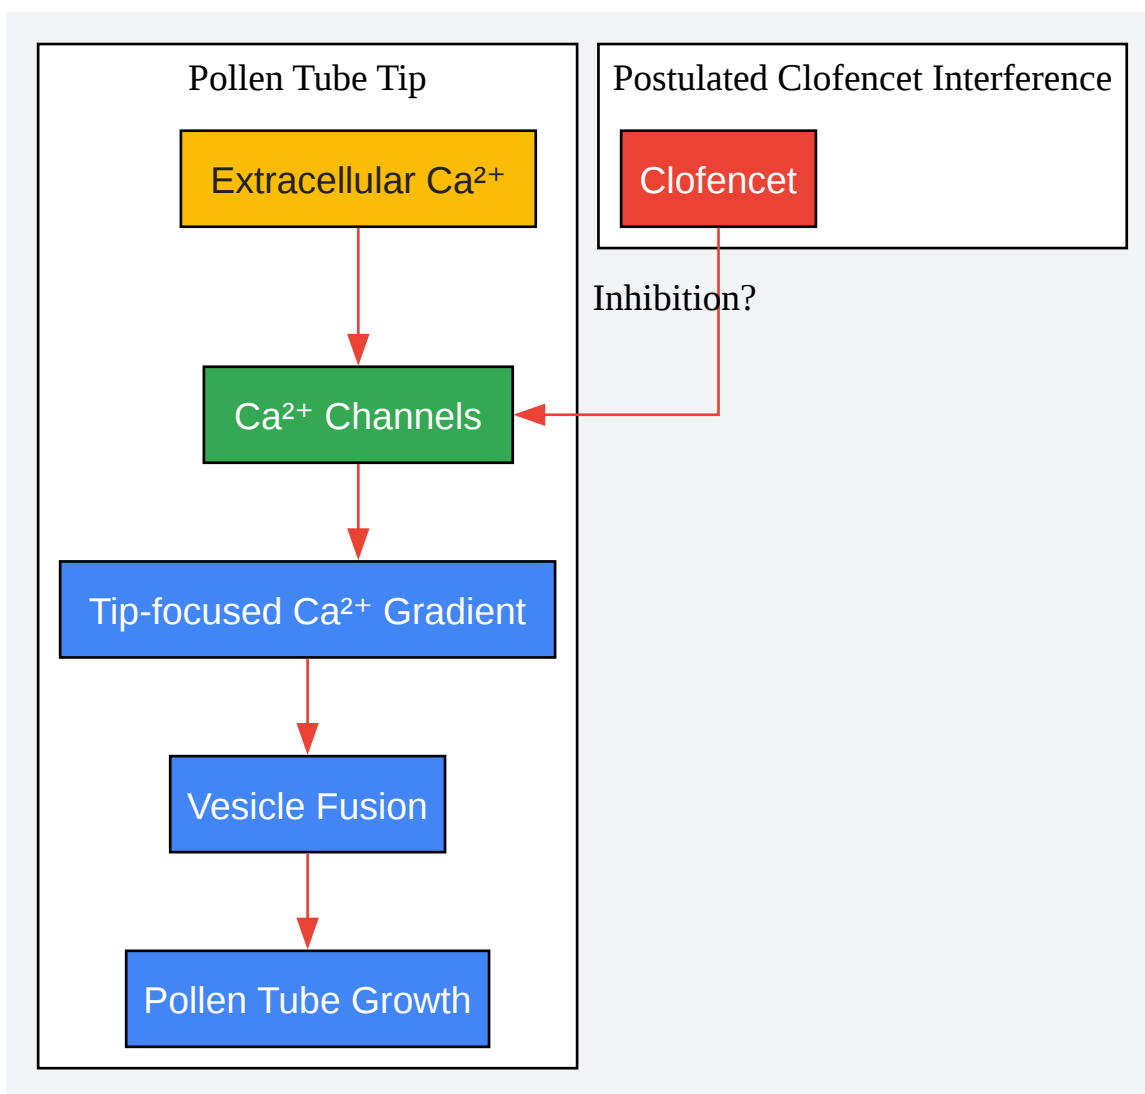 Pollen Tube Tip
Postulated Clofencet Interference
Extracellular Ca²⁺
Clofencet
Inhibition?
Ca²⁺ Channels
Tip-focused Ca²⁺ Gradient
Vesicle Fusion
Pollen Tube Growth